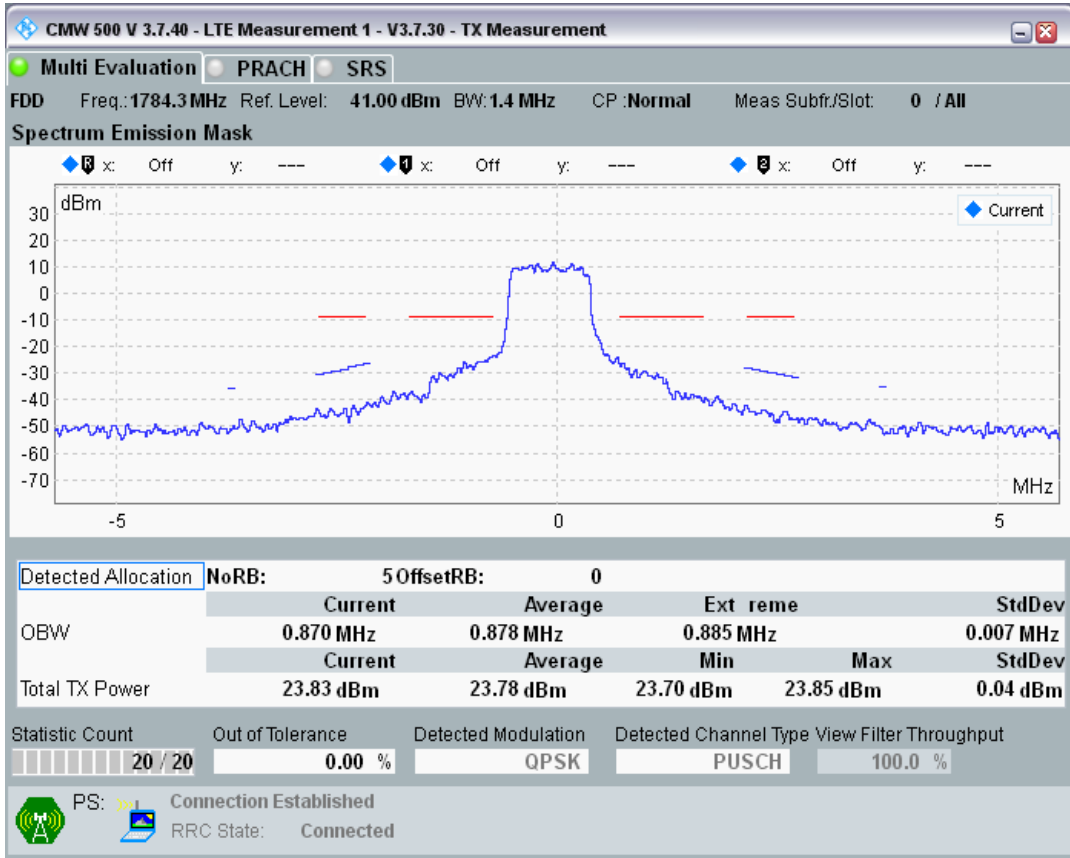 CMW 500 V 3.7.40 - LTE Measurement 1 - V3.7.30 - TX Measurement
Multi Evaluation PRACH SRS
FDD Freq.:1784.3 MHz Ref. Level: 41.00 dBm BW:1.4 MHz CP :Normal Meas Subfr./Slot: 0 / All
Spectrum Emission Mask
R x: Off y: --- 1 x: Off y: --- 2 x: Off y: ---
dBm
Current
30
20
10
0
-10
-20
-30
-40
-50
-60
-70
MHz
-5 0 5
Detected Allocation NoRB: 5 OffsetRB: 0
Current Average Ext reme StdDev
OBW 0.870 MHz 0.878 MHz 0.885 MHz 0.007 MHz
Current Average Min Max StdDev
Total TX Power 23.83 dBm 23.78 dBm 23.70 dBm 23.85 dBm 0.04 dBm
Statistic Count Out of Tolerance Detected Modulation Detected Channel Type View Filter Throughput
20 / 20 0.00 % QPSK PUSCH 100.0 %
PS: Connection Established
RRC State: Connected